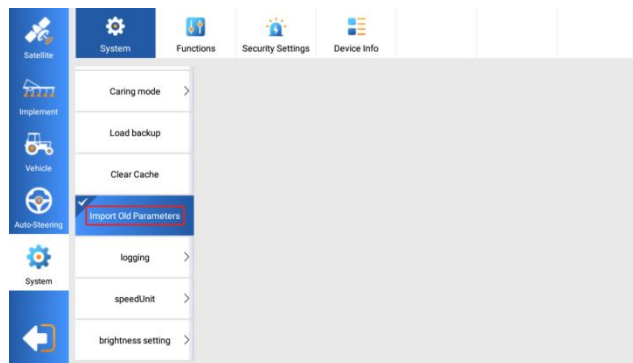 Satellite
System
Functions
Security Settings
Device Info
Implement
Vehicle
Auto-Steering
System
Caring mode
Load backup
Clear Cache
Import Old Parameters
logging
speedUnit
brightness setting